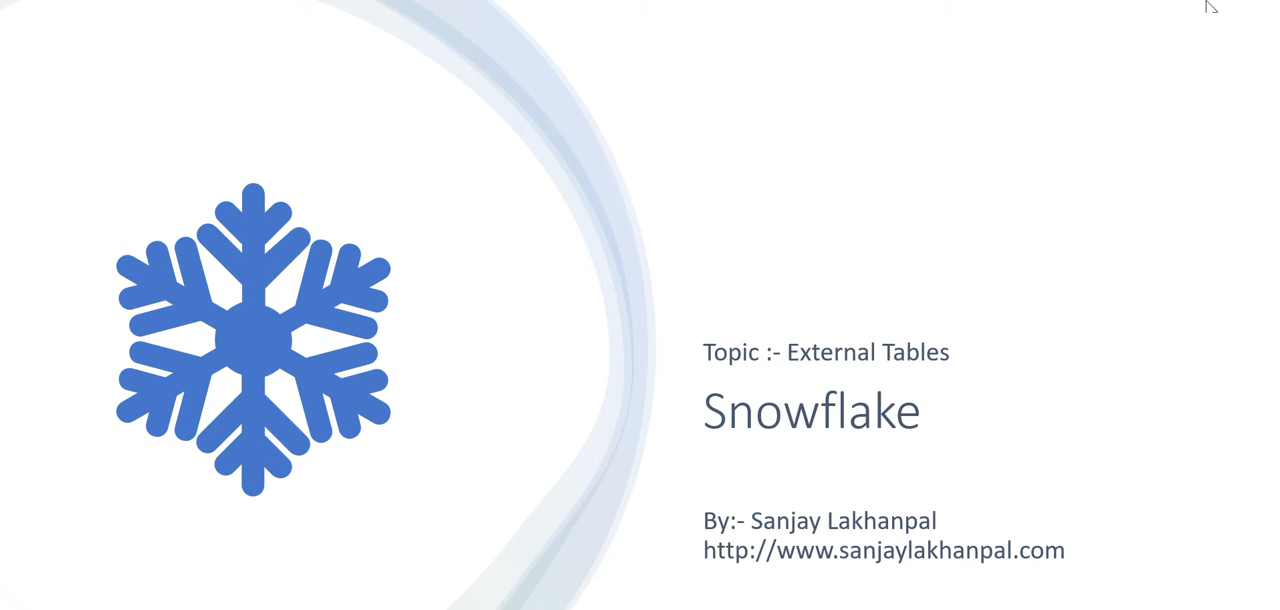 Topic :- External Tables
Snowflake
By:- Sanjay Lakhanpal
http://www.sanjaylakhanpal.com